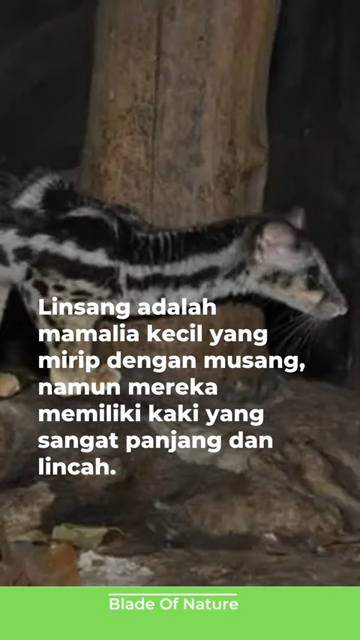 Linsang adalah
mamalia kecil yang
mirip dengan musang,
namun mereka
memiliki kaki yang
sangat panjang dan
lincah.
Blade Of Nature